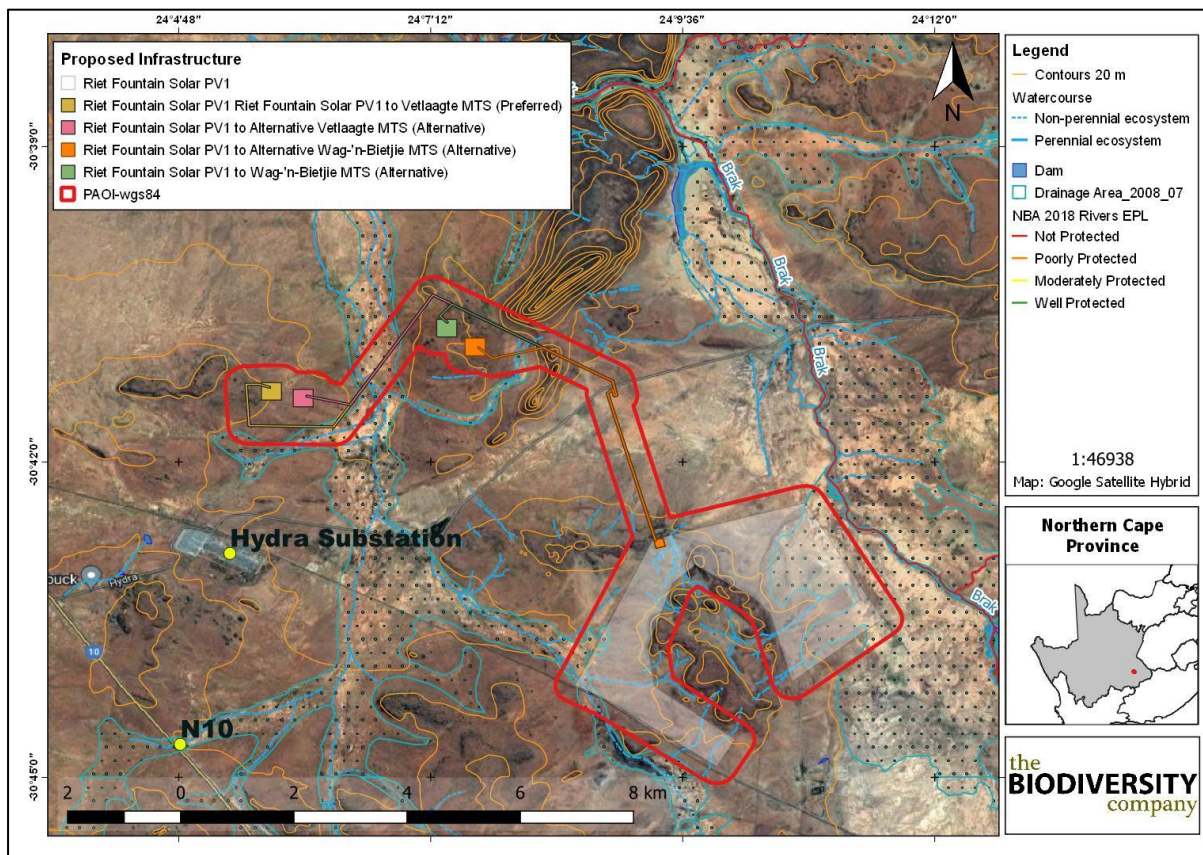 24°4'48"
24°7'12"
24°9'36"
24°12'0"
Proposed Infrastructure
Riet Fountain Solar PV1
Riet Fountain Solar PV1 Riet Fountain Solar PV1 to Vetlaagte MTS (Preferred)
Riet Fountain Solar PV1 to Alternative Vetlaagte MTS (Alternative)
Riet Fountain Solar PV1 to Alternative Wag-'n-Bietjie MTS (Alternative)
Riet Fountain Solar PV1 to Wag-'n-Bietjie MTS (Alternative)
PAOI-wgs84
N
-30°39'0"
-30°42'0"
-30°45'0"
Brak
Brak
Brak
Brak
Hydra Substation
Hydra
10
N10
2 0 2 4 6 8 km
Legend
Contours 20 m
Watercourse
Non-perennial ecosystem
Perennial ecosystem
Dam
Drainage Area_2008_07
NBA 2018 Rivers EPL
Not Protected
Poorly Protected
Moderately Protected
Well Protected
1:46938
Map: Google Satellite Hybrid
Northern Cape
Province
the
BIODIVERSITY
company